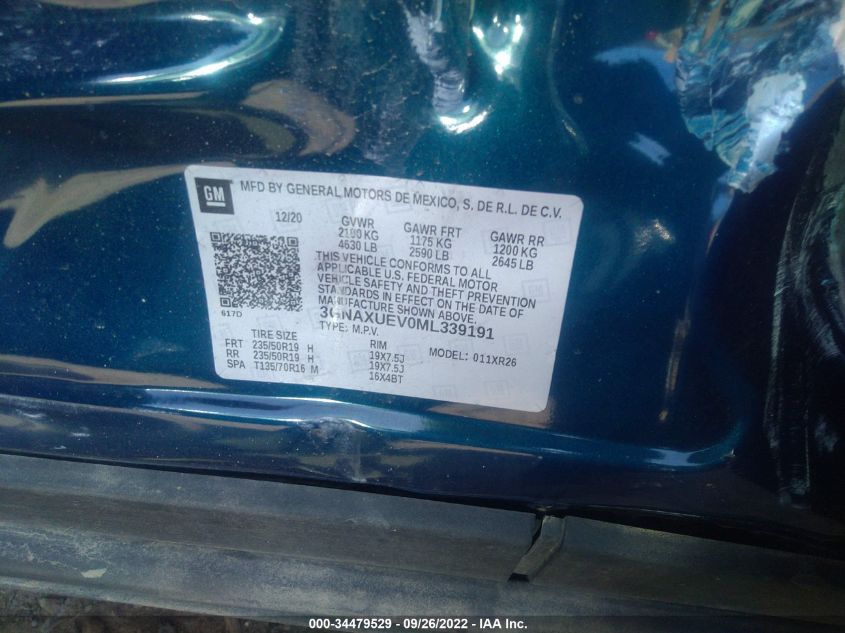 GM
MFD BY GENERAL MOTORS DE MEXICO, S. DE R.L. DE C.V.
12/20 GVWR GAWR FRT GAWR RR
2100 KG 1175 KG 1200 KG
4630 LB 2590 LB 2645 LB
THIS VEHICLE CONFORMS TO ALL
APPLICABLE U.S. FEDERAL MOTOR
VEHICLE SAFETY AND THEFT PREVENTION
STANDARDS IN EFFECT ON THE DATE OF
MANUFACTURE SHOWN ABOVE.
617D
3GNAXUEV0ML339191
TYPE: M.P.V.
TIRE SIZE RIM MODEL: 011XR26
FRT 235/50R19 H 19X7.5J
RR 235/50R19 H 19X7.5J
SPA T135/70R16 M 16X4BT
000-34479529 - 09/26/2022 - IAA Inc.